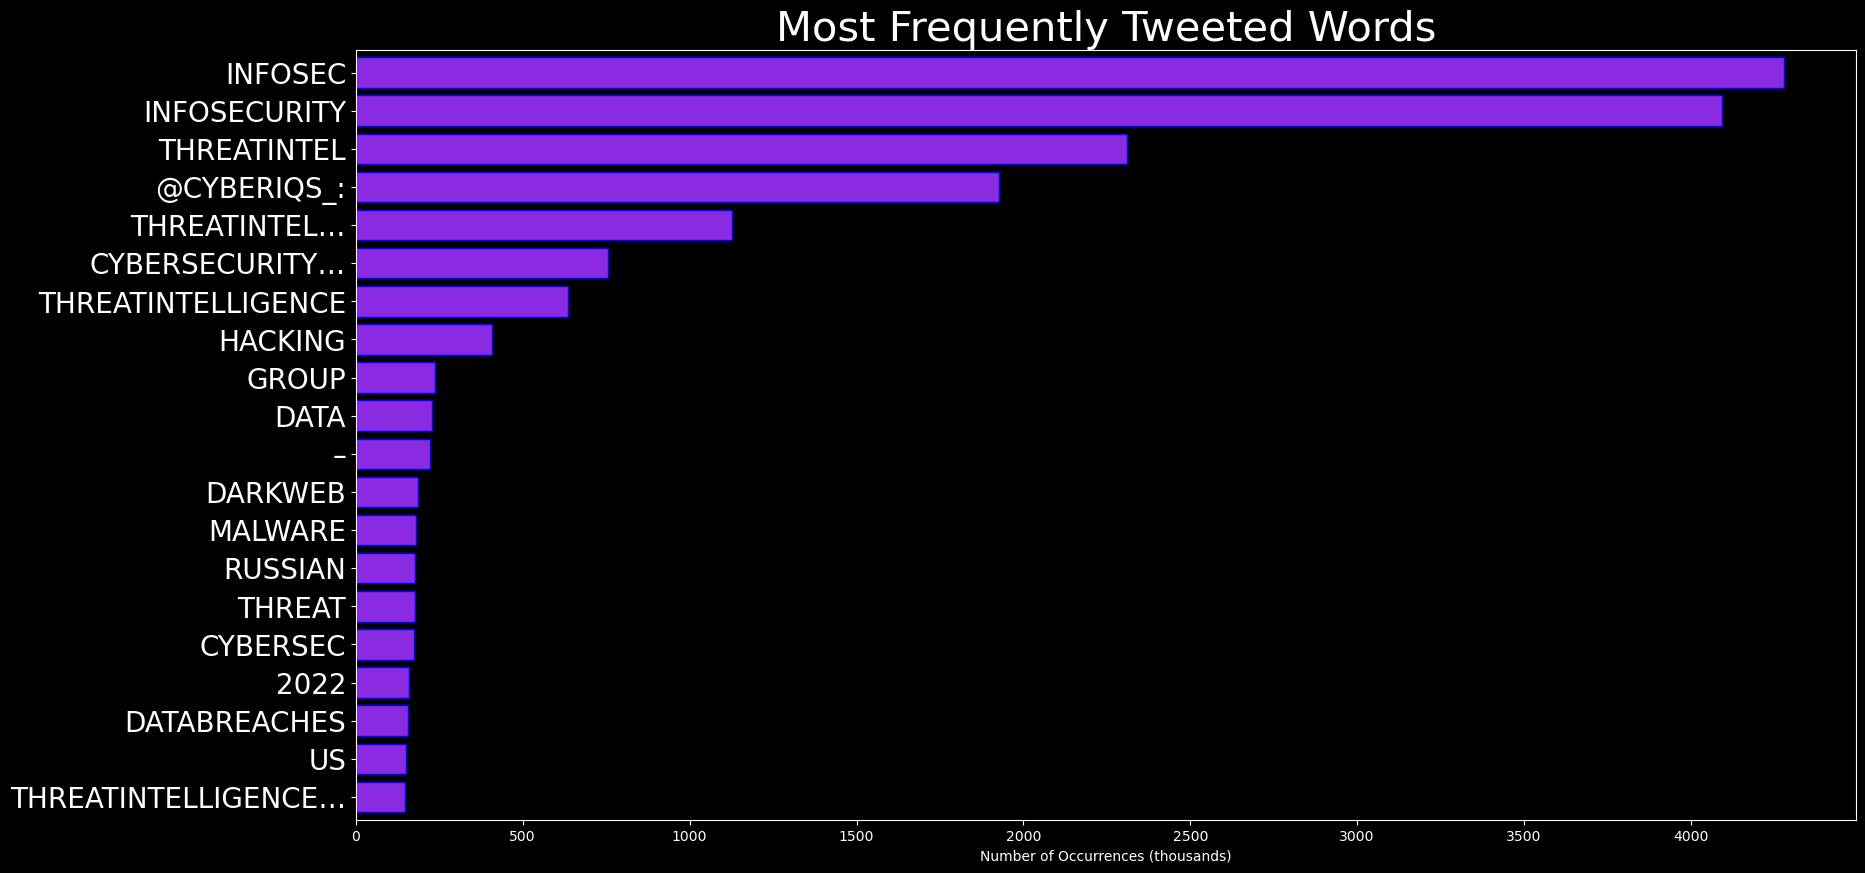 Most Frequently Tweeted Words
INFOSEC
INFOSECURITY
THREATINTEL
@CYBERIQS_:
THREATINTEL…
CYBERSECURITY…
THREATINTELLIGENCE
HACKING
GROUP
DATA
–
DARKWEB
MALWARE
RUSSIAN
THREAT
CYBERSEC
2022
DATABREACHES
US
THREATINTELLIGENCE…
0 500 1000 1500 2000 2500 3000 3500 4000
Number of Occurrences (thousands)